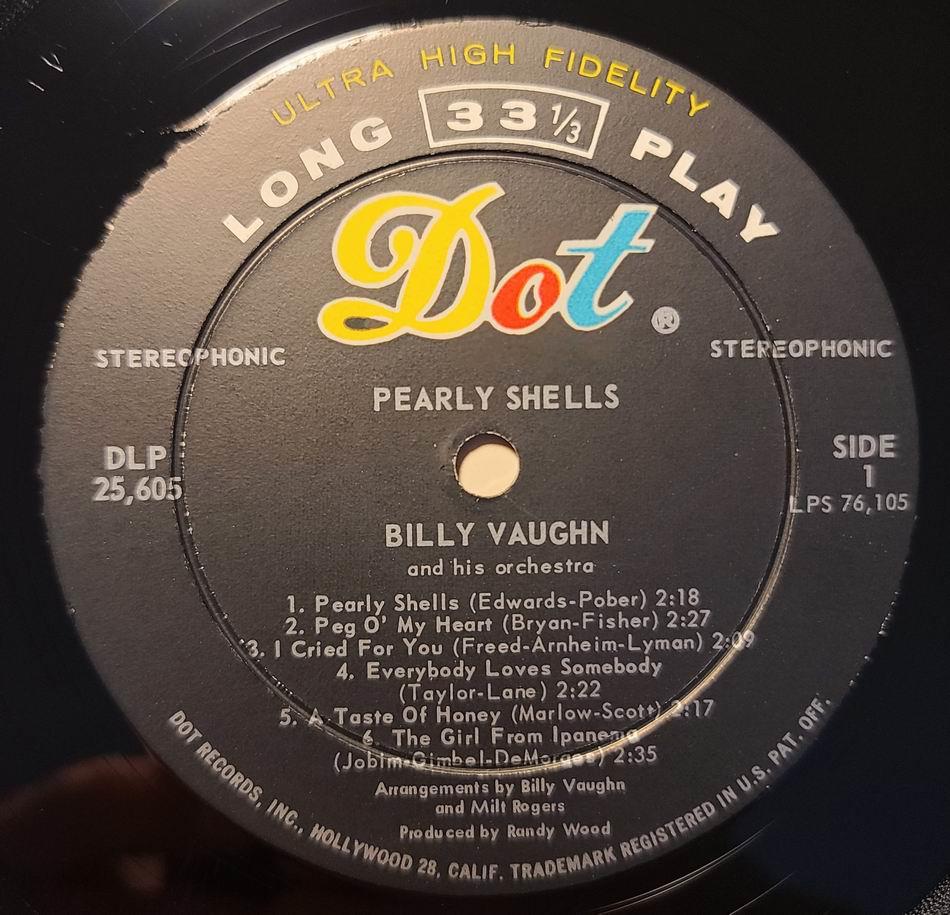 ULTRA HIGH FIDELITY
LONG 33 1/3 PLAY
Dot ®
STEREOPHONIC STEREOPHONIC
PEARLY SHELLS
DLP
25,605
SIDE
1
LPS 76,105
BILLY VAUGHN
and his orchestra
1. Pearly Shells (Edwards-Pober) 2:18
2. Peg O' My Heart (Bryan-Fisher) 2:27
3. I Cried For You (Freed-Arnheim-Lyman) 2:09
4. Everybody Loves Somebody
(Taylor-Lane) 2:22
5. A Taste Of Honey (Marlow-Scott) 2:17
6. The Girl From Ipanema
(Jobim-Gimbel-DeMoraes) 2:35
Arrangements by Billy Vaughn
and Milt Rogers
Produced by Randy Wood
DOT RECORDS, INC., HOLLYWOOD 28, CALIF. TRADEMARK REGISTERED IN U.S. PAT. OFF.